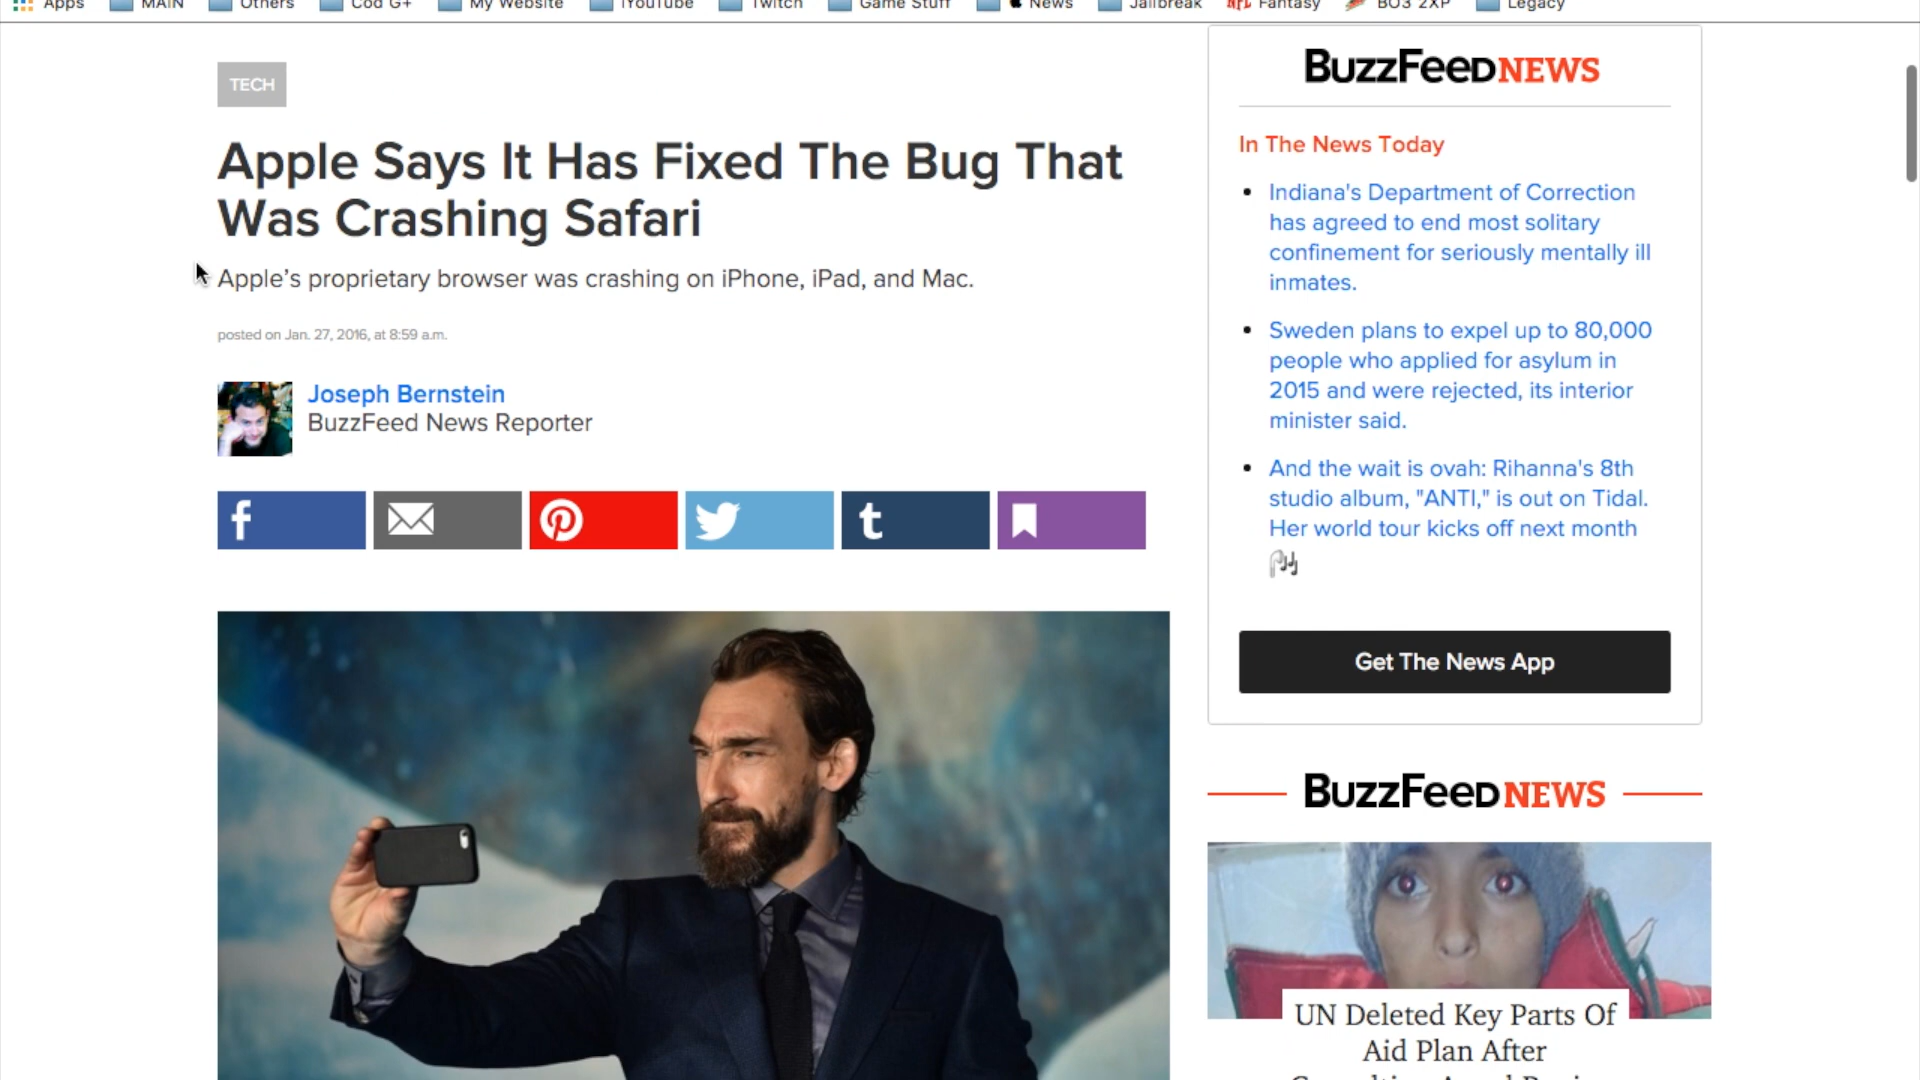 Apps MAIN Others Cod G+ My Website iYouTube Twitch Game Stuff News Jailbreak NFL Fantasy BO3 2XP Legacy
TECH
Apple Says It Has Fixed The Bug That
Was Crashing Safari
Apple’s proprietary browser was crashing on iPhone, iPad, and Mac.
posted on Jan. 27, 2016, at 8:59 a.m.
Joseph Bernstein
BuzzFeed News Reporter
BuzzFeed NEWS
In The News Today
Indiana's Department of Correction
has agreed to end most solitary
confinement for seriously mentally ill
inmates.
Sweden plans to expel up to 80,000
people who applied for asylum in
2015 and were rejected, its interior
minister said.
And the wait is ovah: Rihanna's 8th
studio album, "ANTI," is out on Tidal.
Her world tour kicks off next month
Get The News App
BuzzFeed NEWS
UN Deleted Key Parts Of
Aid Plan After